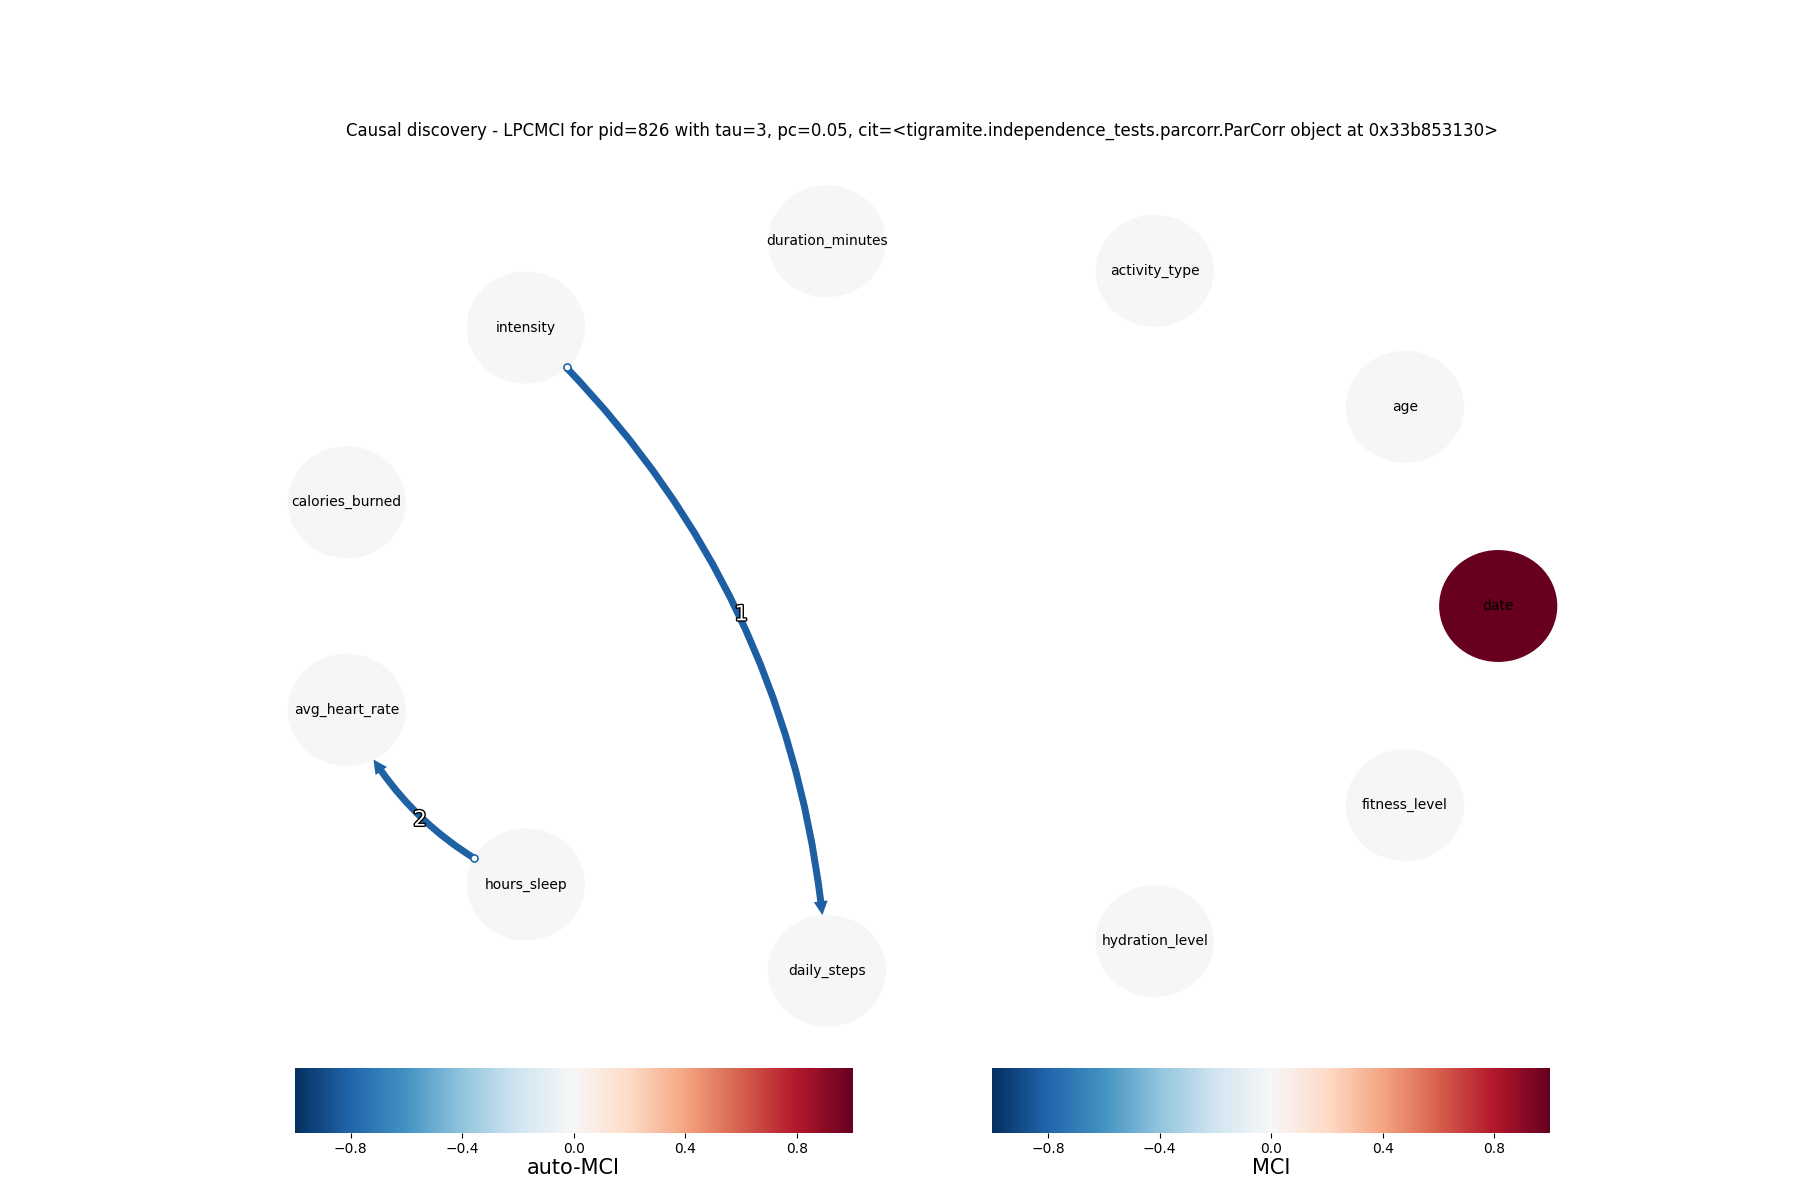 Causal discovery - LPCMCI for pid=826 with tau=3, pc=0.05, cit=<tigramite.independence_tests.parcorr.ParCorr object at 0x33b853130>
duration_minutes
activity_type
intensity
age
calories_burned
date
1
avg_heart_rate
fitness_level
2
hours_sleep
hydration_level
daily_steps
−0.8 −0.4 0.0 0.4 0.8
auto-MCI
−0.8 −0.4 0.0 0.4 0.8
MCI